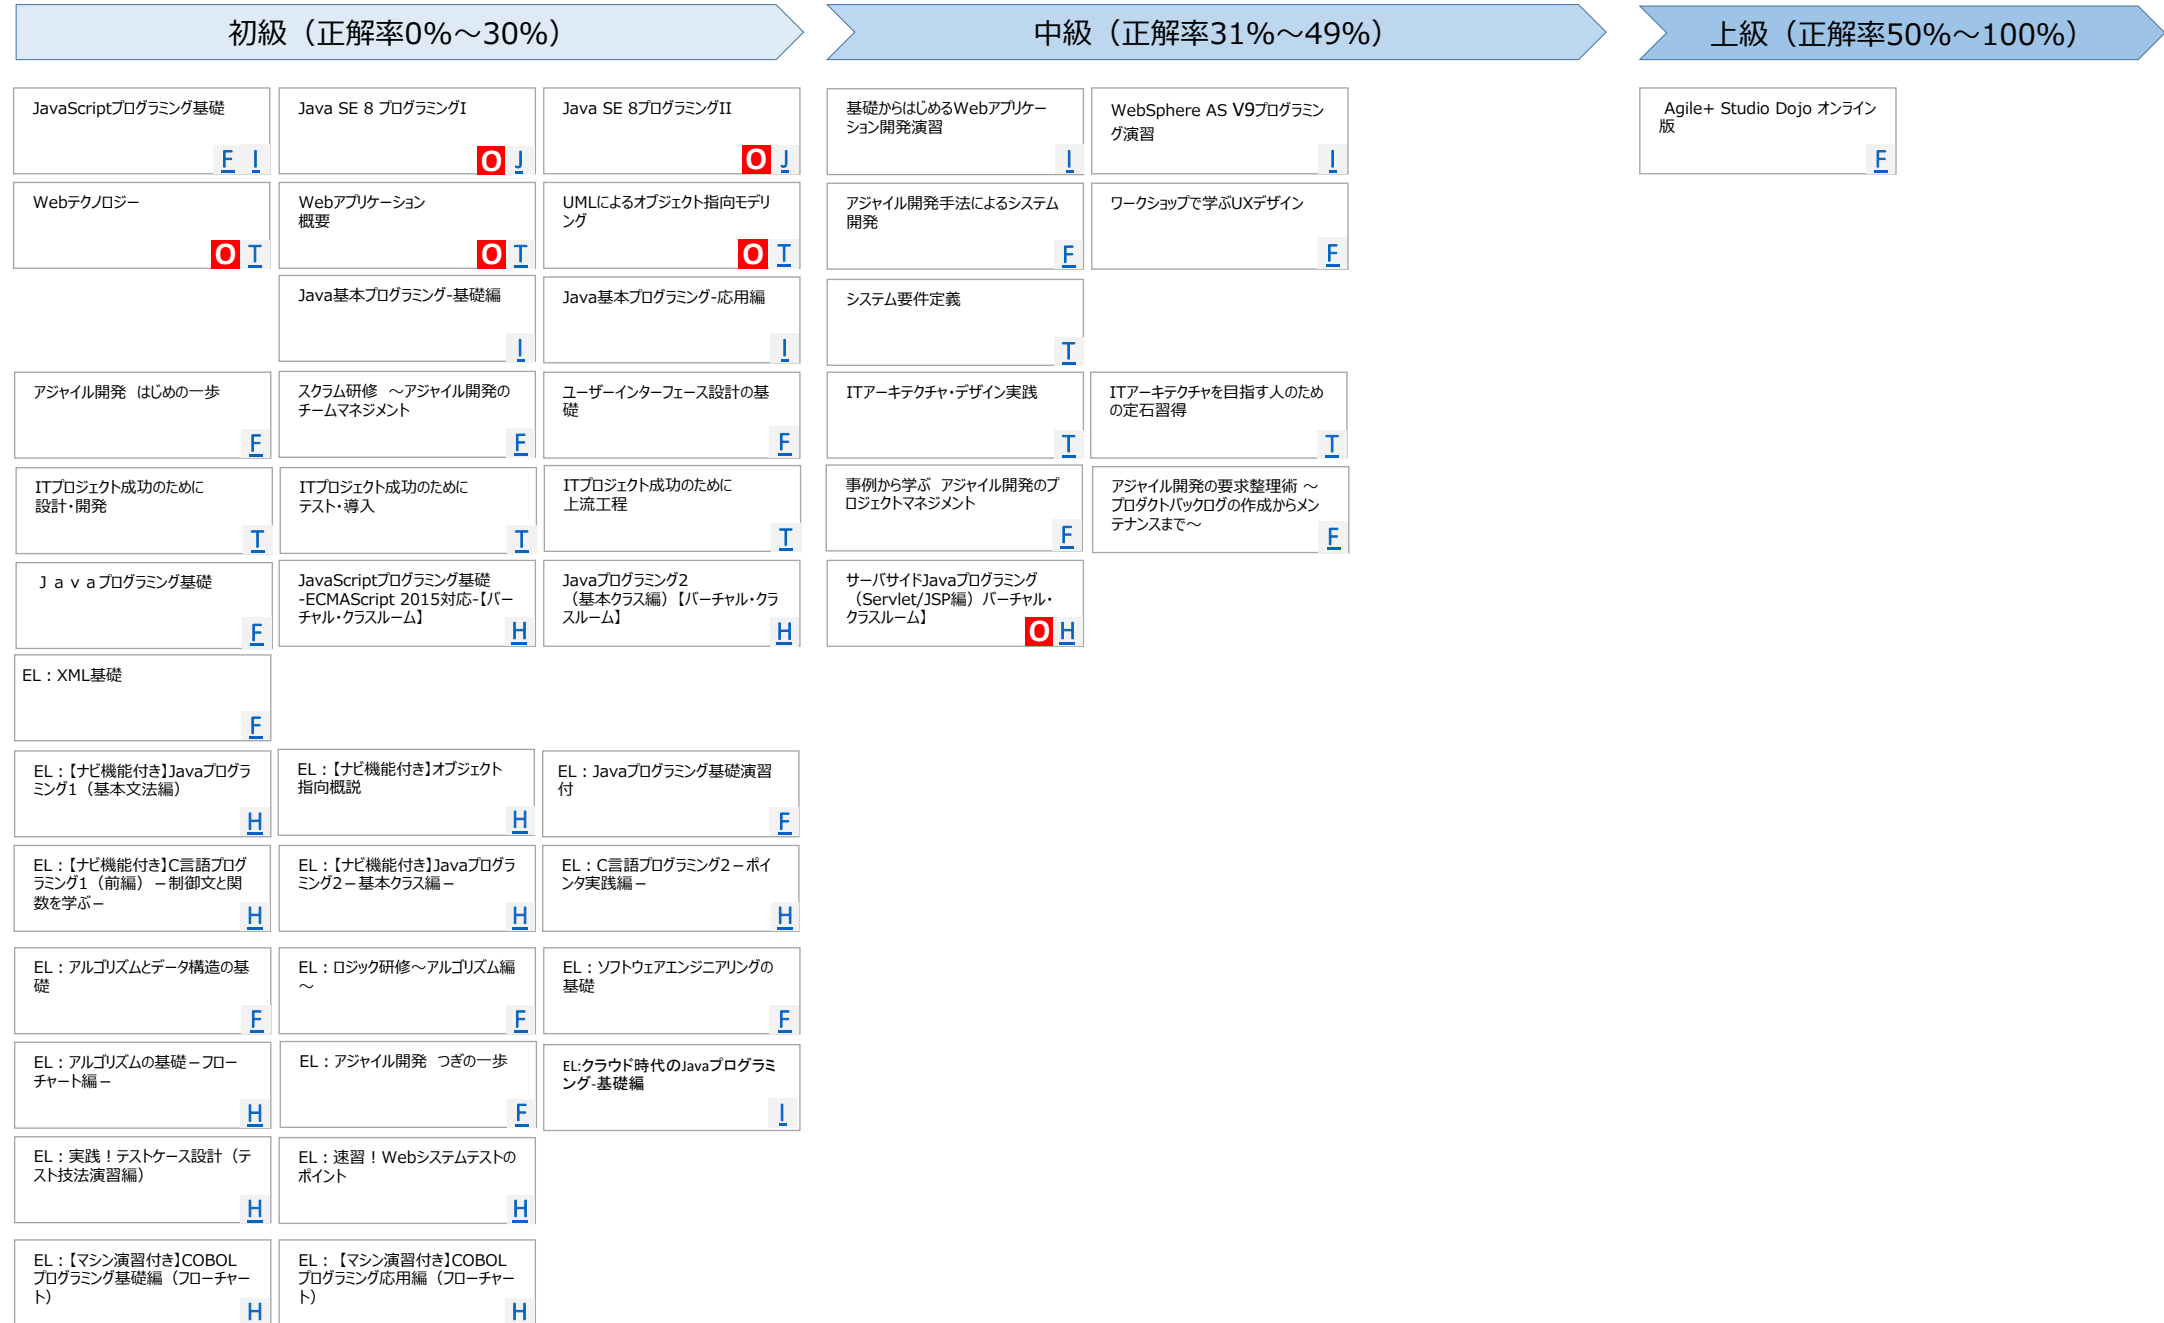 初級（正解率0%～30%）
中級（正解率31%～49%）
上級（正解率50%～100%）
JavaScriptプログラミング基礎
F I
Java SE 8 プログラミングI
O J
Java SE 8プログラミングII
O J
基礎からはじめるWebアプリケー
ション開発演習
I
WebSphere AS V9プログラミン
グ演習
I
Agile+ Studio Dojo オンライン
版
F
Webテクノロジー
O T
Webアプリケーション
概要
O T
UMLによるオブジェクト指向モデリ
ング
O T
アジャイル開発手法によるシステム
開発
F
ワークショップで学ぶUXデザイン
F
Java基本プログラミング-基礎編
I
Java基本プログラミング-応用編
I
システム要件定義
T
アジャイル開発 はじめの一歩
F
スクラム研修 ～アジャイル開発の
チームマネジメント
F
ユーザーインターフェース設計の基
礎
F
ITアーキテクチャ・デザイン実践
T
ITアーキテクチャを目指す人のため
の定石習得
T
ITプロジェクト成功のために
設計・開発
T
ITプロジェクト成功のために
テスト・導入
T
ITプロジェクト成功のために
上流工程
T
事例から学ぶ アジャイル開発のプ
ロジェクトマネジメント
F
アジャイル開発の要求整理術 ～
プロダクトバックログの作成からメン
テナンスまで～
F
Ｊａｖａプログラミング基礎
F
JavaScriptプログラミング基礎
-ECMAScript 2015対応-【バー
チャル・クラスルーム】
H
Javaプログラミング2
（基本クラス編）【バーチャル・クラ
スルーム】
H
サーバサイドJavaプログラミング
（Servlet/JSP編）バーチャル・
クラスルーム】
O H
EL：XML基礎
F
EL：【ナビ機能付き】Javaプログラ
ミング1（基本文法編）
H
EL：【ナビ機能付き】オブジェクト
指向概説
H
EL：Javaプログラミング基礎演習
付
F
EL：【ナビ機能付き】C言語プログ
ラミング1（前編）－制御文と関
数を学ぶ－
H
EL：【ナビ機能付き】Javaプログラ
ミング2－基本クラス編－
H
EL：C言語プログラミング2－ポイ
ンタ実践編－
H
EL：アルゴリズムとデータ構造の基
礎
F
EL：ロジック研修～アルゴリズム編
～
F
EL：ソフトウェアエンジニアリングの
基礎
F
EL：アルゴリズムの基礎－フロー
チャート編－
H
EL：アジャイル開発 つぎの一歩
F
EL:クラウド時代のJavaプログラミ
ング-基礎編
I
EL：実践！テストケース設計（テ
スト技法演習編）
H
EL：速習！Webシステムテストの
ポイント
H
EL：【マシン演習付き】COBOL
プログラミング基礎編（フローチャー
ト）
H
EL：【マシン演習付き】COBOL
プログラミング応用編（フローチャー
ト）
H